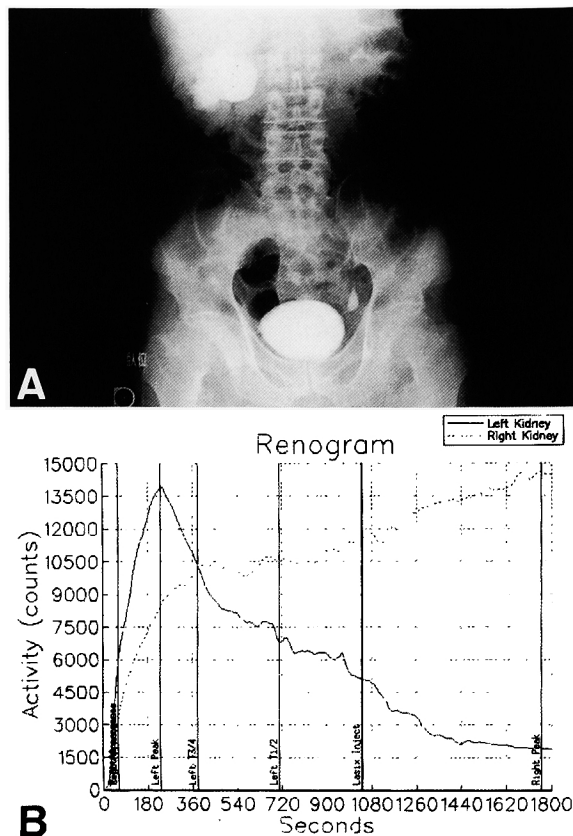 A
Left Kidney
Right Kidney
Renogram
15000
13500
12000
10500
9000
7500
6000
4500
3000
1500
0
Activity (counts)
Left Peak
Left T3/4
Left T1/2
Lasix Inject
Right Peak
0 180 360 540 720 900 1080 1260 1440 1620 1800
Seconds
B